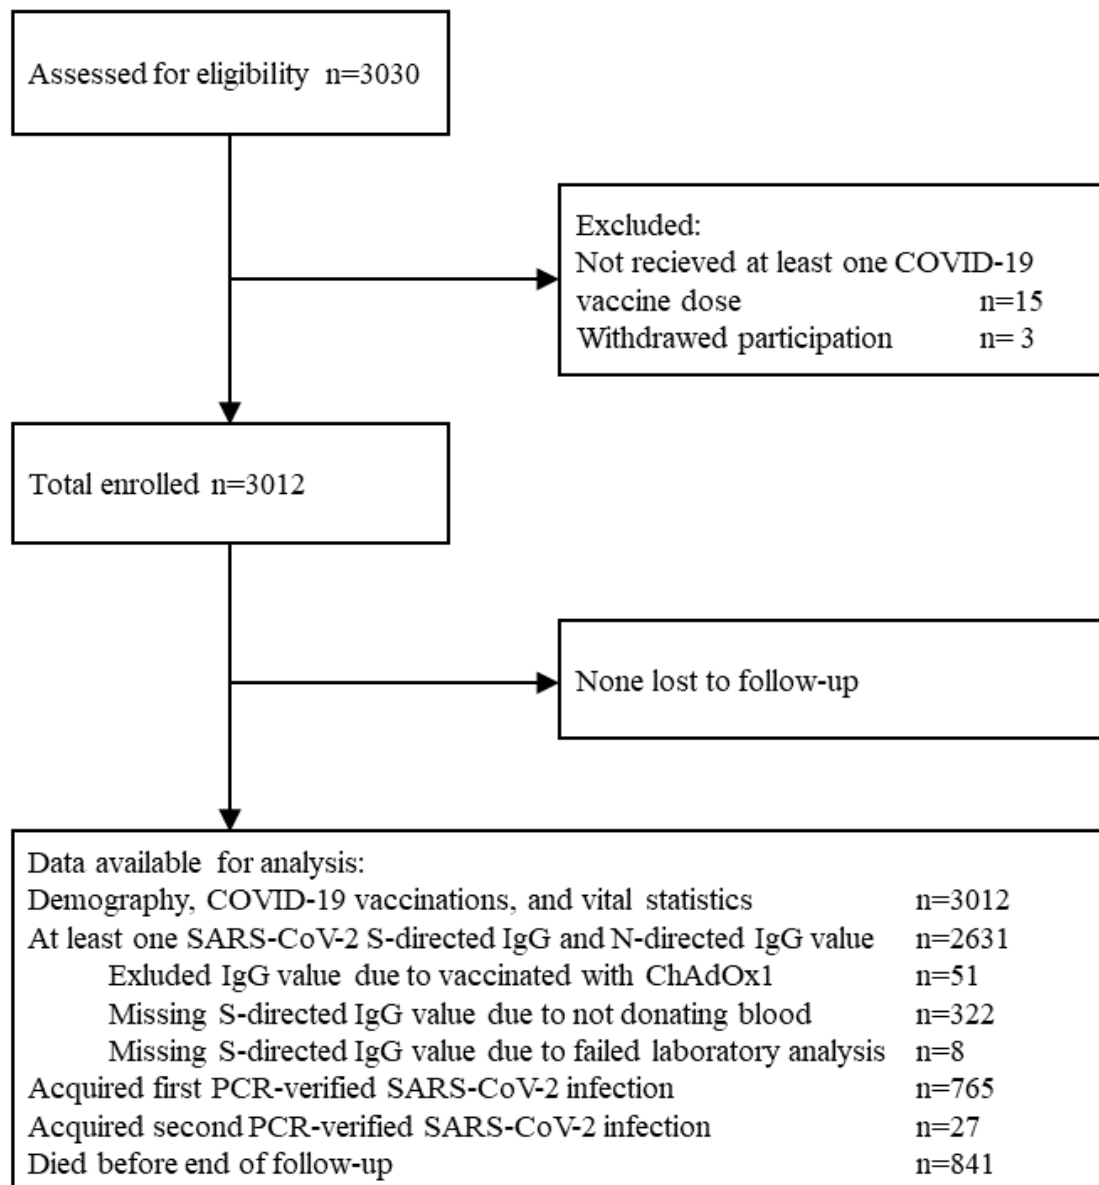 Assessed for eligibility n=3030
Excluded:
Not recieved at least one COVID-19
vaccine dose n=15
Withdrawed participation n= 3
Total enrolled n=3012
None lost to follow-up
Data available for analysis:
Demography, COVID-19 vaccinations, and vital statistics n=3012
At least one SARS-CoV-2 S-directed IgG and N-directed IgG value n=2631
Exluded IgG value due to vaccinated with ChAdOx1 n=51
Missing S-directed IgG value due to not donating blood n=322
Missing S-directed IgG value due to failed laboratory analysis n=8
Acquired first PCR-verified SARS-CoV-2 infection n=765
Acquired second PCR-verified SARS-CoV-2 infection n=27
Died before end of follow-up n=841